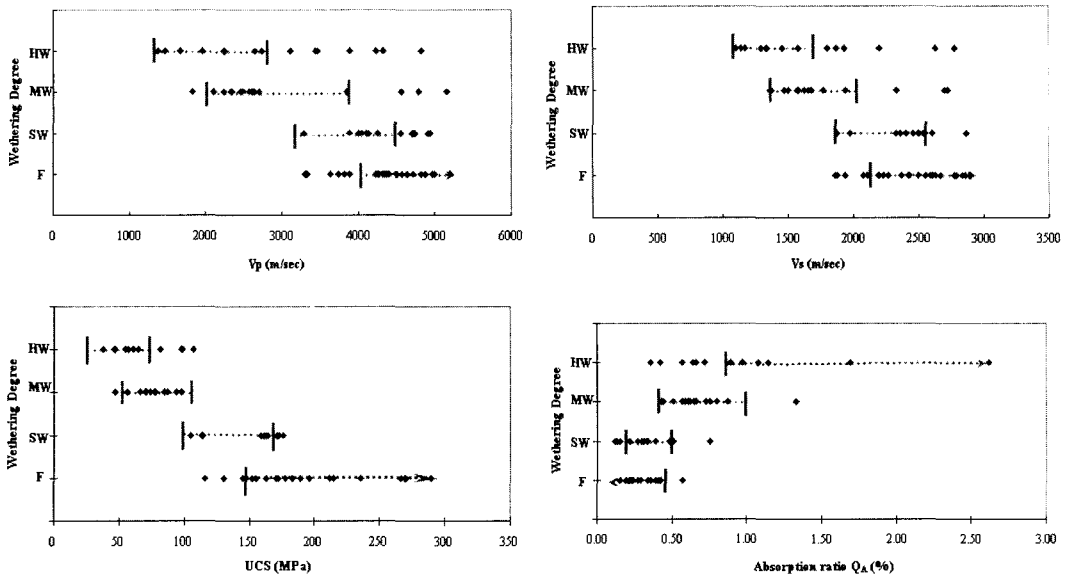 Wethering Degree
HW
MW
SW
F
0 1000 2000 3000 4000 5000 6000
Vp (m/sec)
Wethering Degree
HW
MW
SW
F
0 500 1000 1500 2000 2500 3000 3500
Vs (m/sec)
Wethering Degree
HW
MW
SW
F
0 50 100 150 200 250 300 350
UCS (MPa)
Wethering Degree
HW
MW
SW
F
0.00 0.50 1.00 1.50 2.00 2.50 3.00
Absorption ratio QA (%)